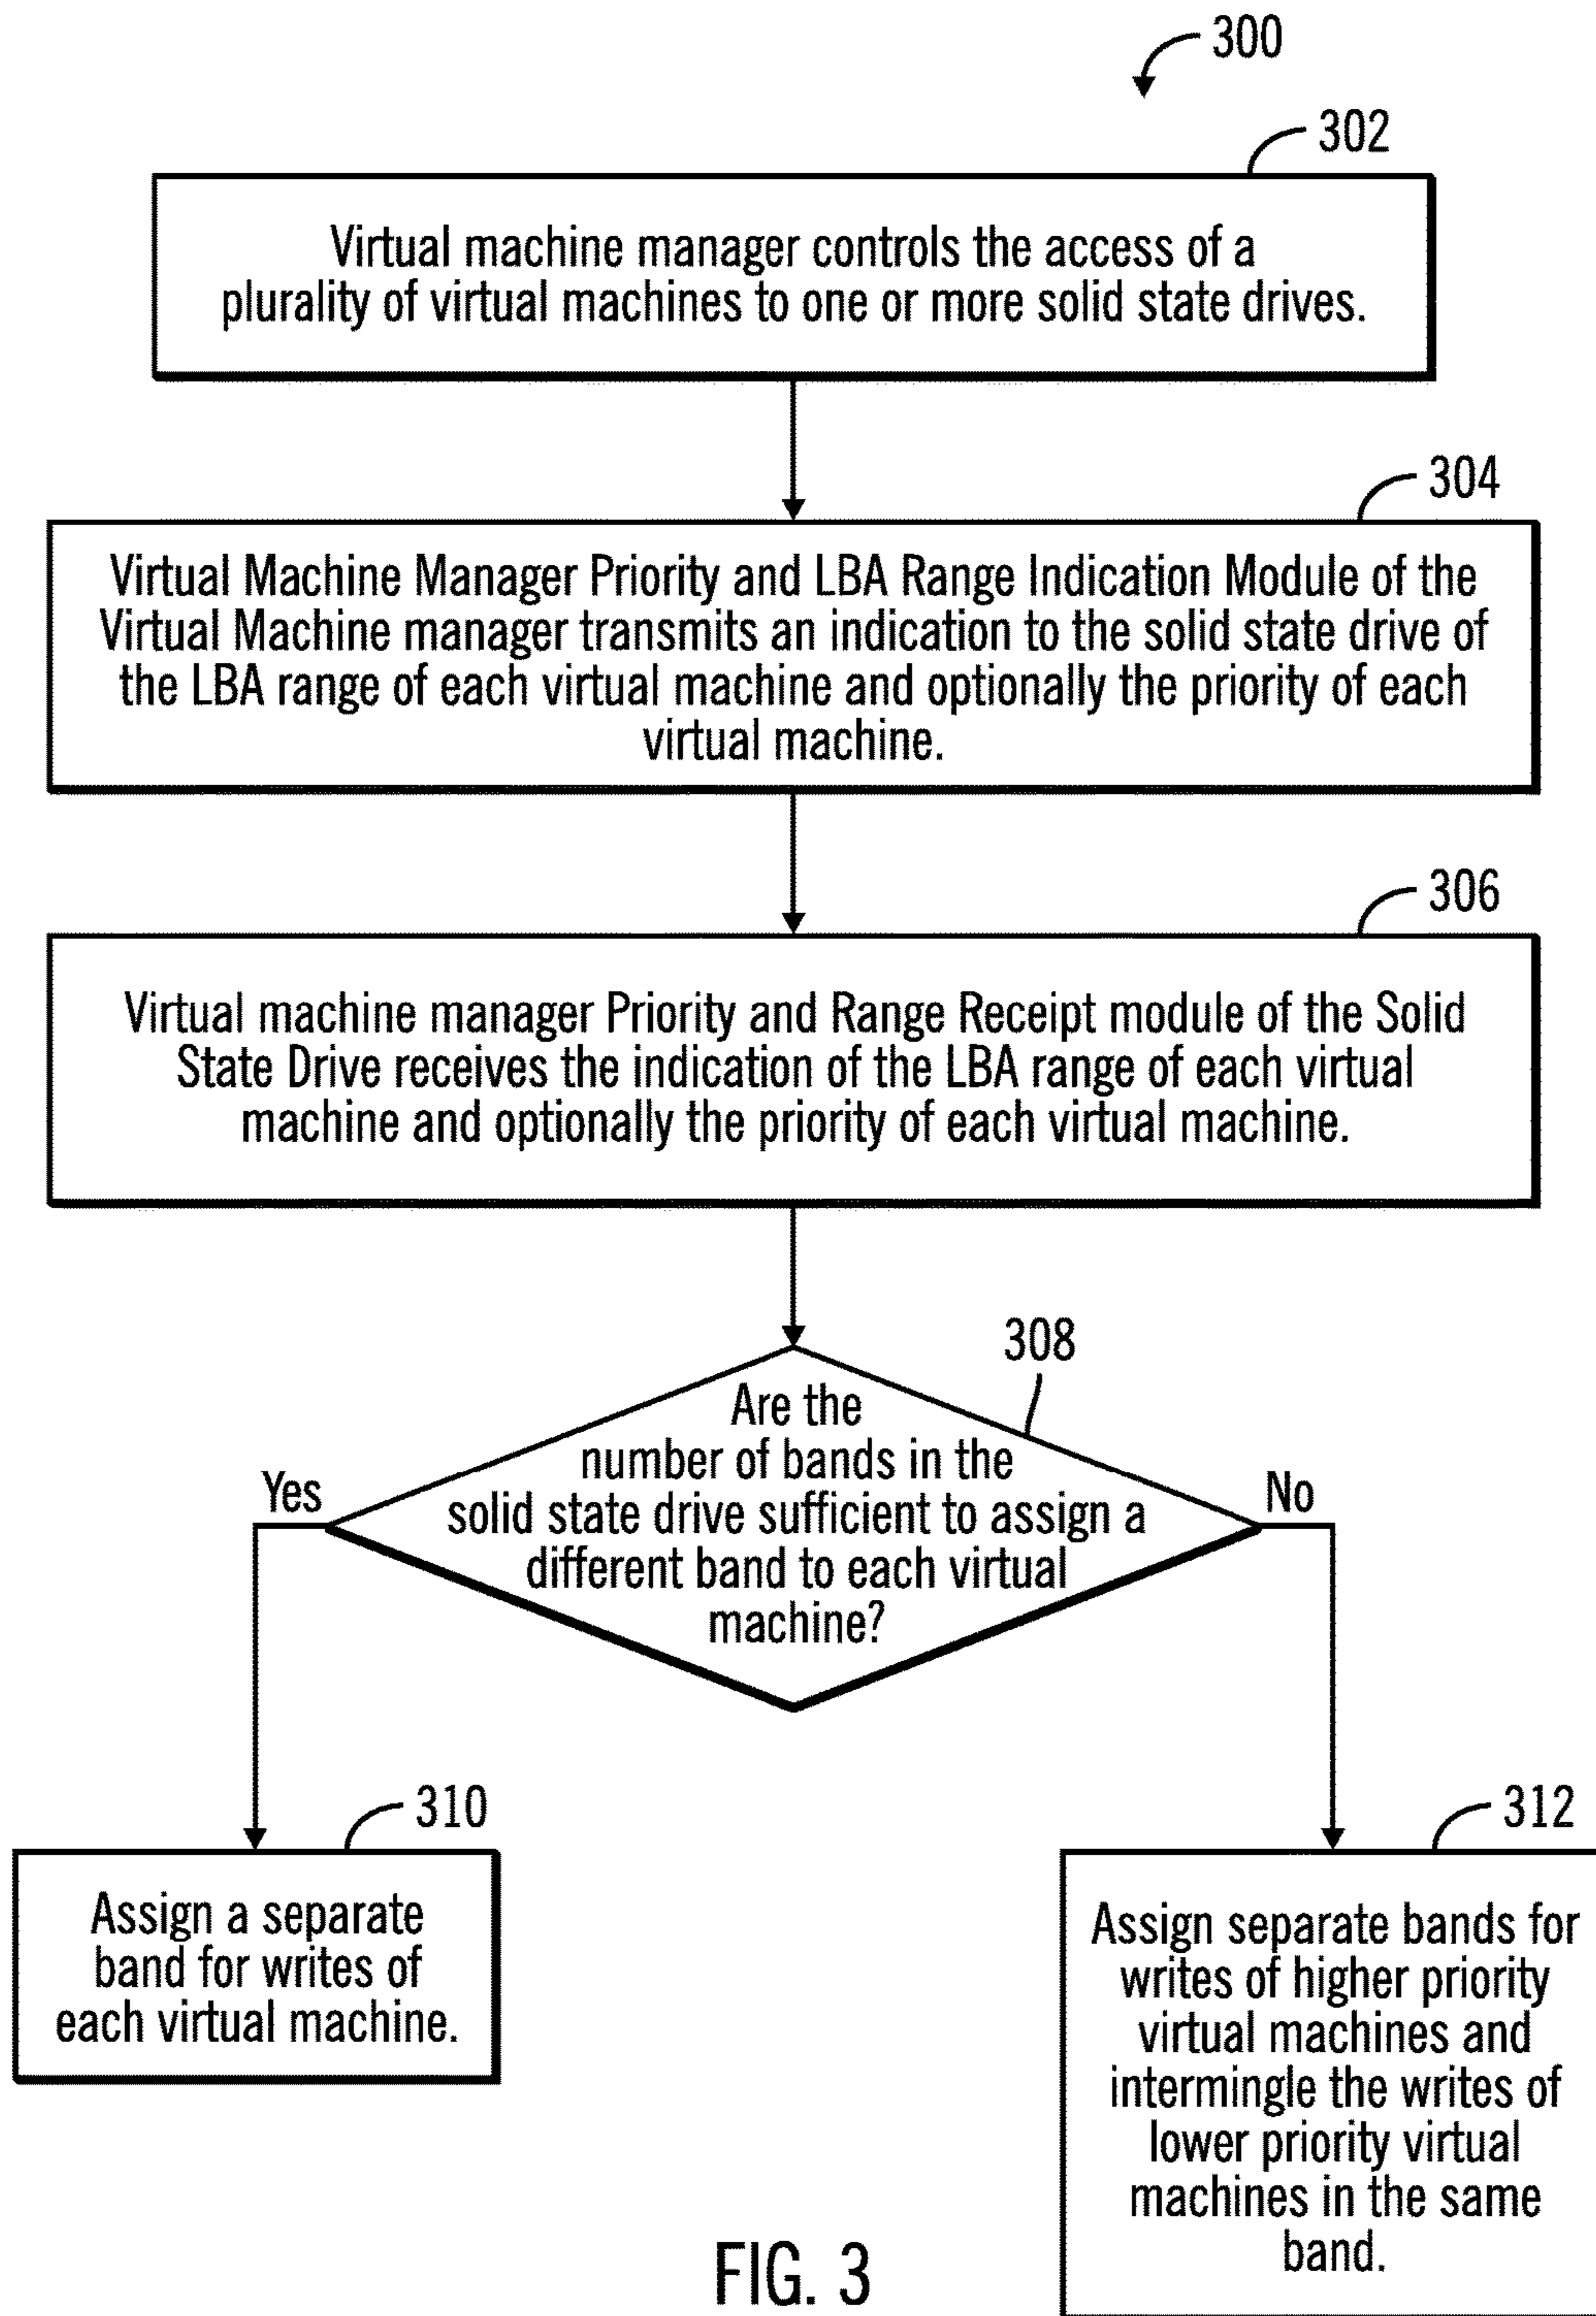 300
302
Virtual machine manager controls the access of a
plurality of virtual machines to one or more solid state drives.
304
Virtual Machine Manager Priority and LBA Range Indication Module of the
Virtual Machine manager transmits an indication to the solid state drive of
the LBA range of each virtual machine and optionally the priority of each
virtual machine.
306
Virtual machine manager Priority and Range Receipt module of the Solid
State Drive receives the indication of the LBA range of each virtual
machine and optionally the priority of each virtual machine.
308
Are the
number of bands in the
solid state drive sufficient to assign a
different band to each virtual
machine?
Yes
No
310
Assign a separate
band for writes of
each virtual machine.
312
Assign separate bands for
writes of higher priority
virtual machines and
intermingle the writes of
lower priority virtual
machines in the same
band.
FIG. 3